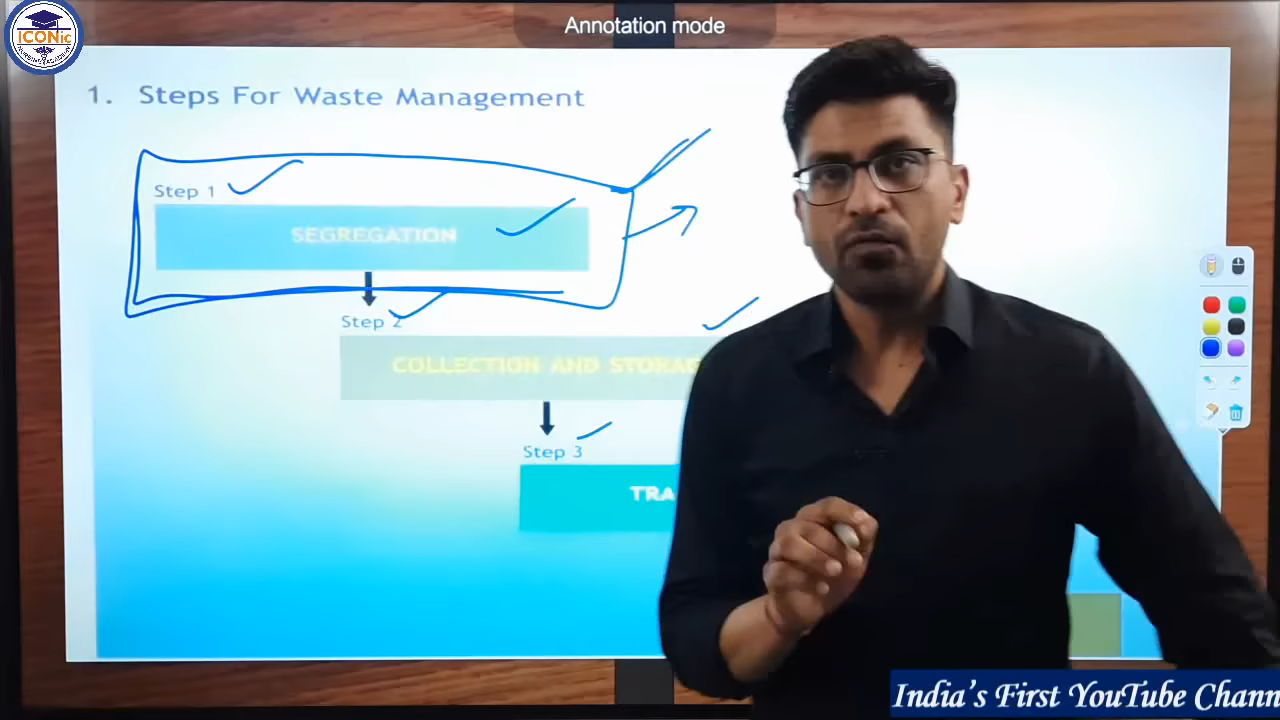 ICONic
Annotation mode
1. Steps For Waste Management
Step 1
SEGREGATION
Step 2
COLLECTION AND STORAG
Step 3
TRA
India's First YouTube Chann